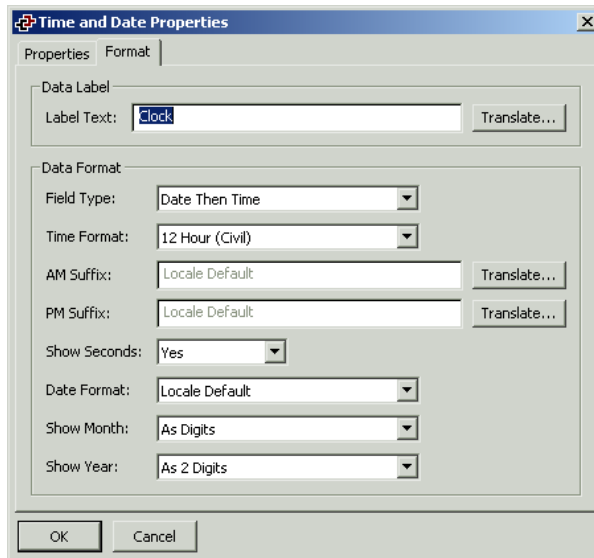 Time and Date Properties
Properties Format
Data Label
Label Text: Clock Translate...
Data Format
Field Type: Date Then Time
Time Format: 12 Hour (Civil)
AM Suffix: Locale Default Translate...
PM Suffix: Locale Default Translate...
Show Seconds: Yes
Date Format: Locale Default
Show Month: As Digits
Show Year: As 2 Digits
OK Cancel